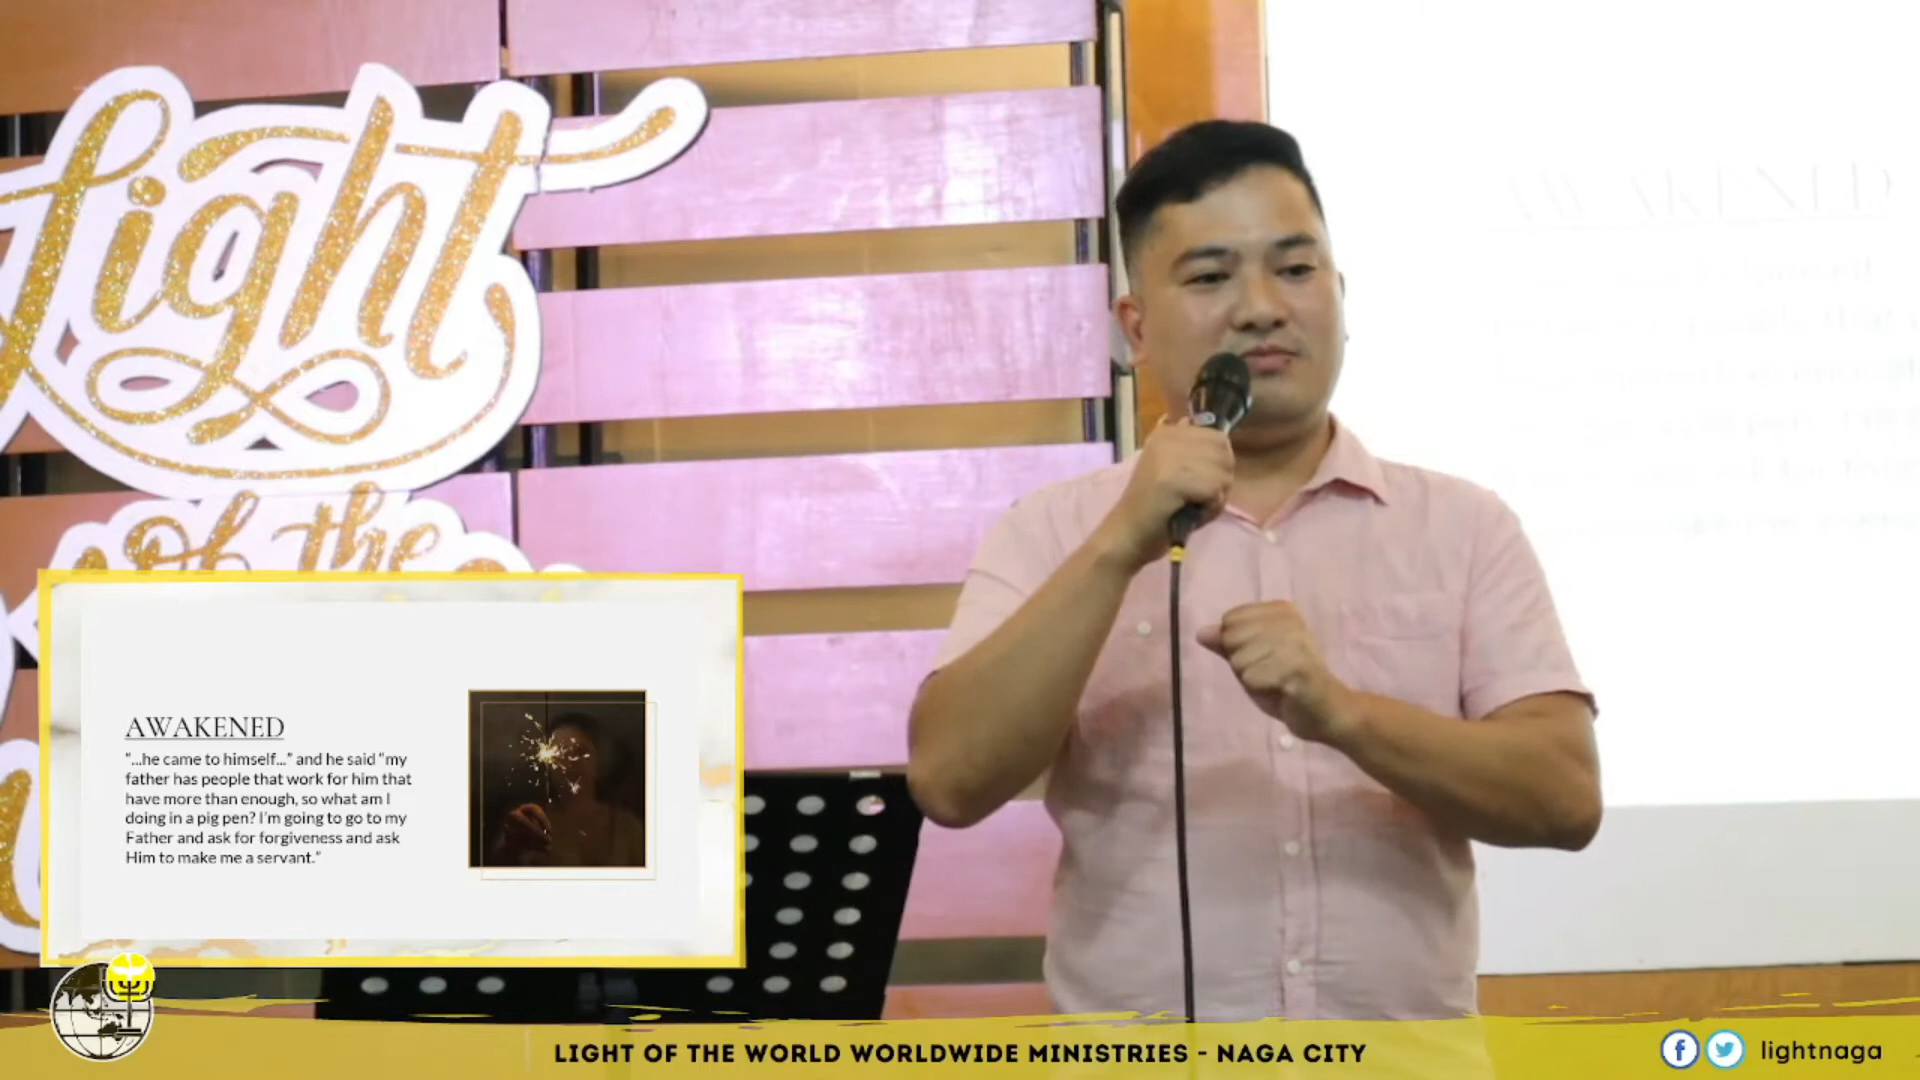 Light
of the
AWAKENED
AWAKENED
"...he came to himself..." and he said "my
father has people that work for him that
have more than enough, so what am I
doing in a pig pen? I'm going to go to my
Father and ask for forgiveness and ask
Him to make me a servant."
LIGHT OF THE WORLD WORLDWIDE MINISTRIES - NAGA CITY
lightnaga